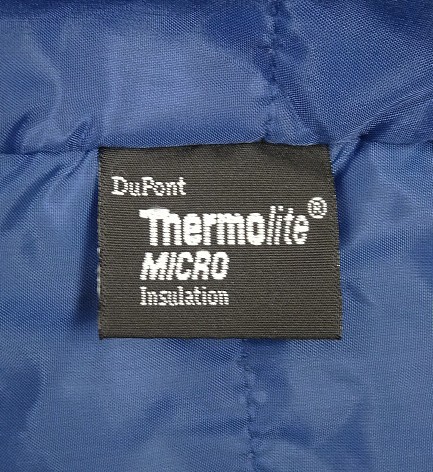 DuPont
Thermolite®
MICRO
Insulation